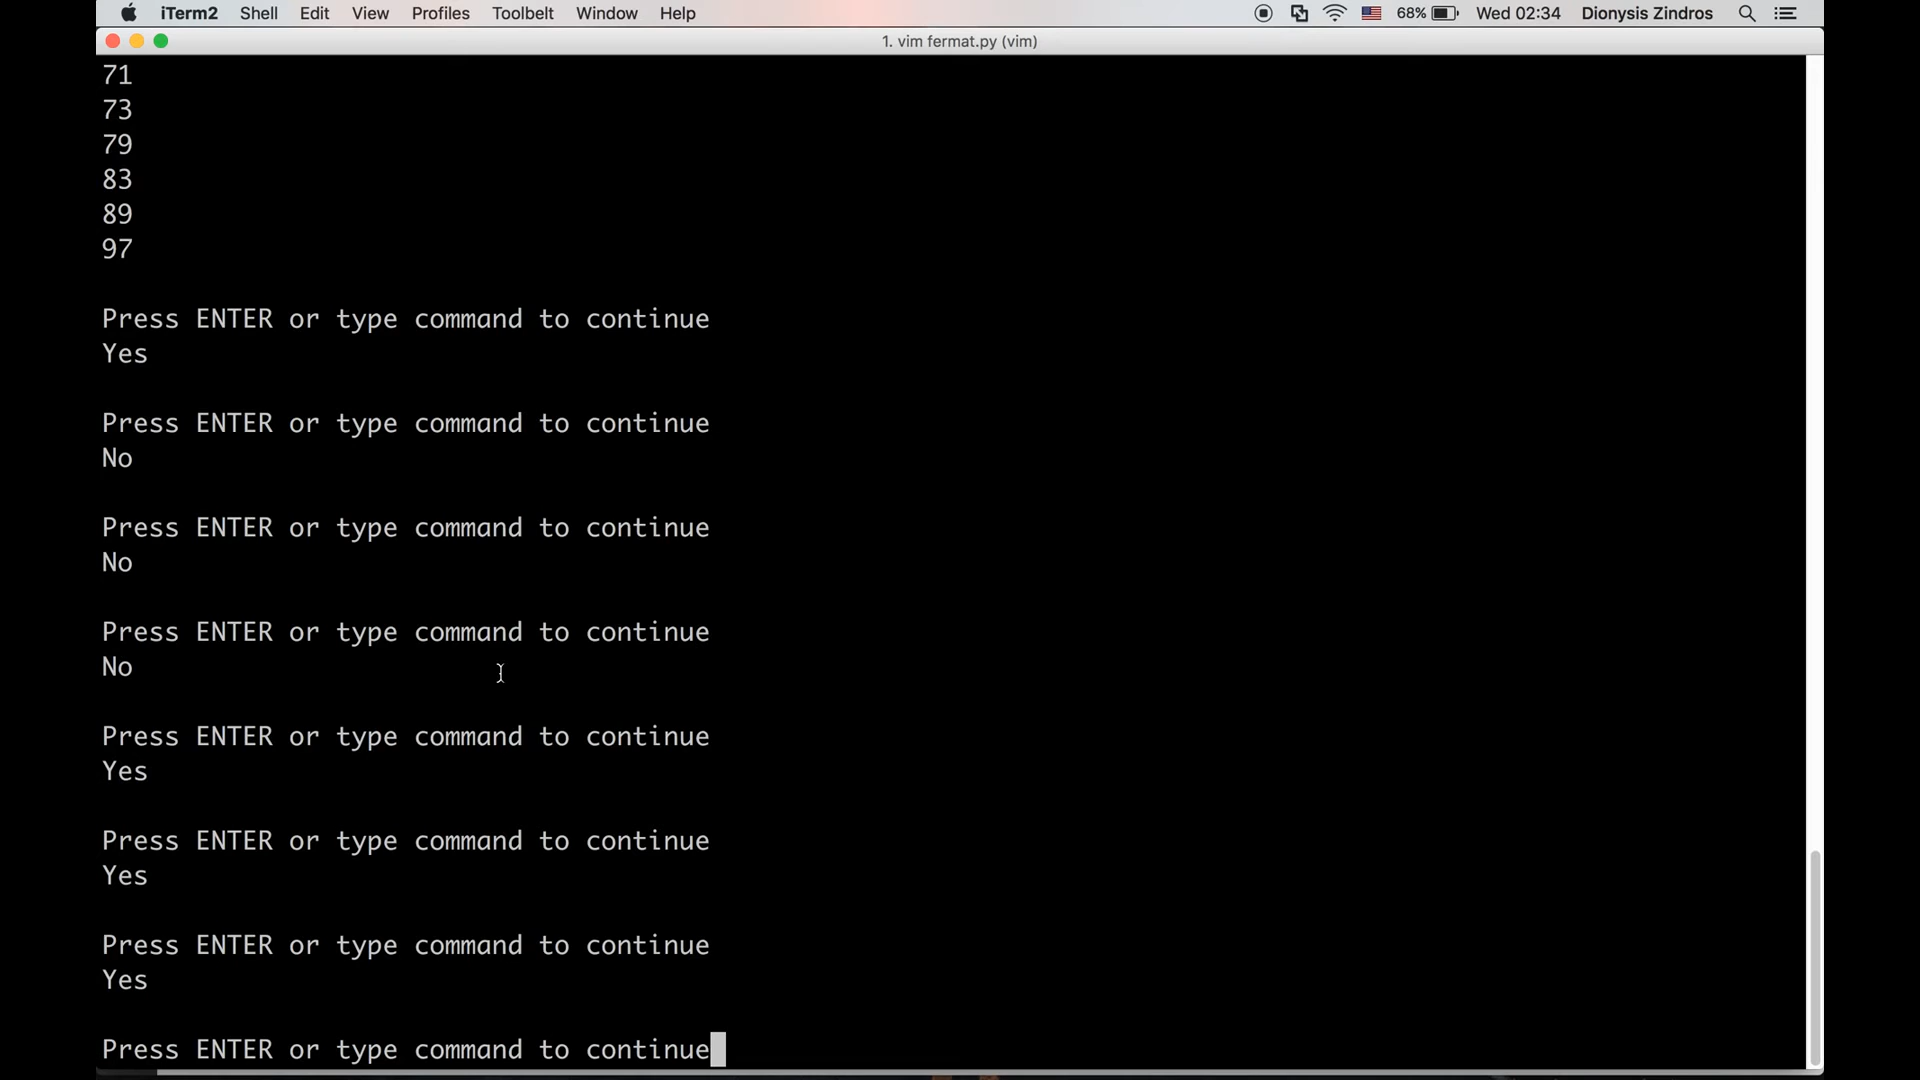 iTerm2 Shell Edit View Profiles Toolbelt Window Help 68% Wed 02:34 Dionysis Zindros
1. vim fermat.py (vim)
71
73
79
83
89
97
Press ENTER or type command to continue
Yes
Press ENTER or type command to continue
No
Press ENTER or type command to continue
No
Press ENTER or type command to continue
No
Press ENTER or type command to continue
Yes
Press ENTER or type command to continue
Yes
Press ENTER or type command to continue
Yes
Press ENTER or type command to continue